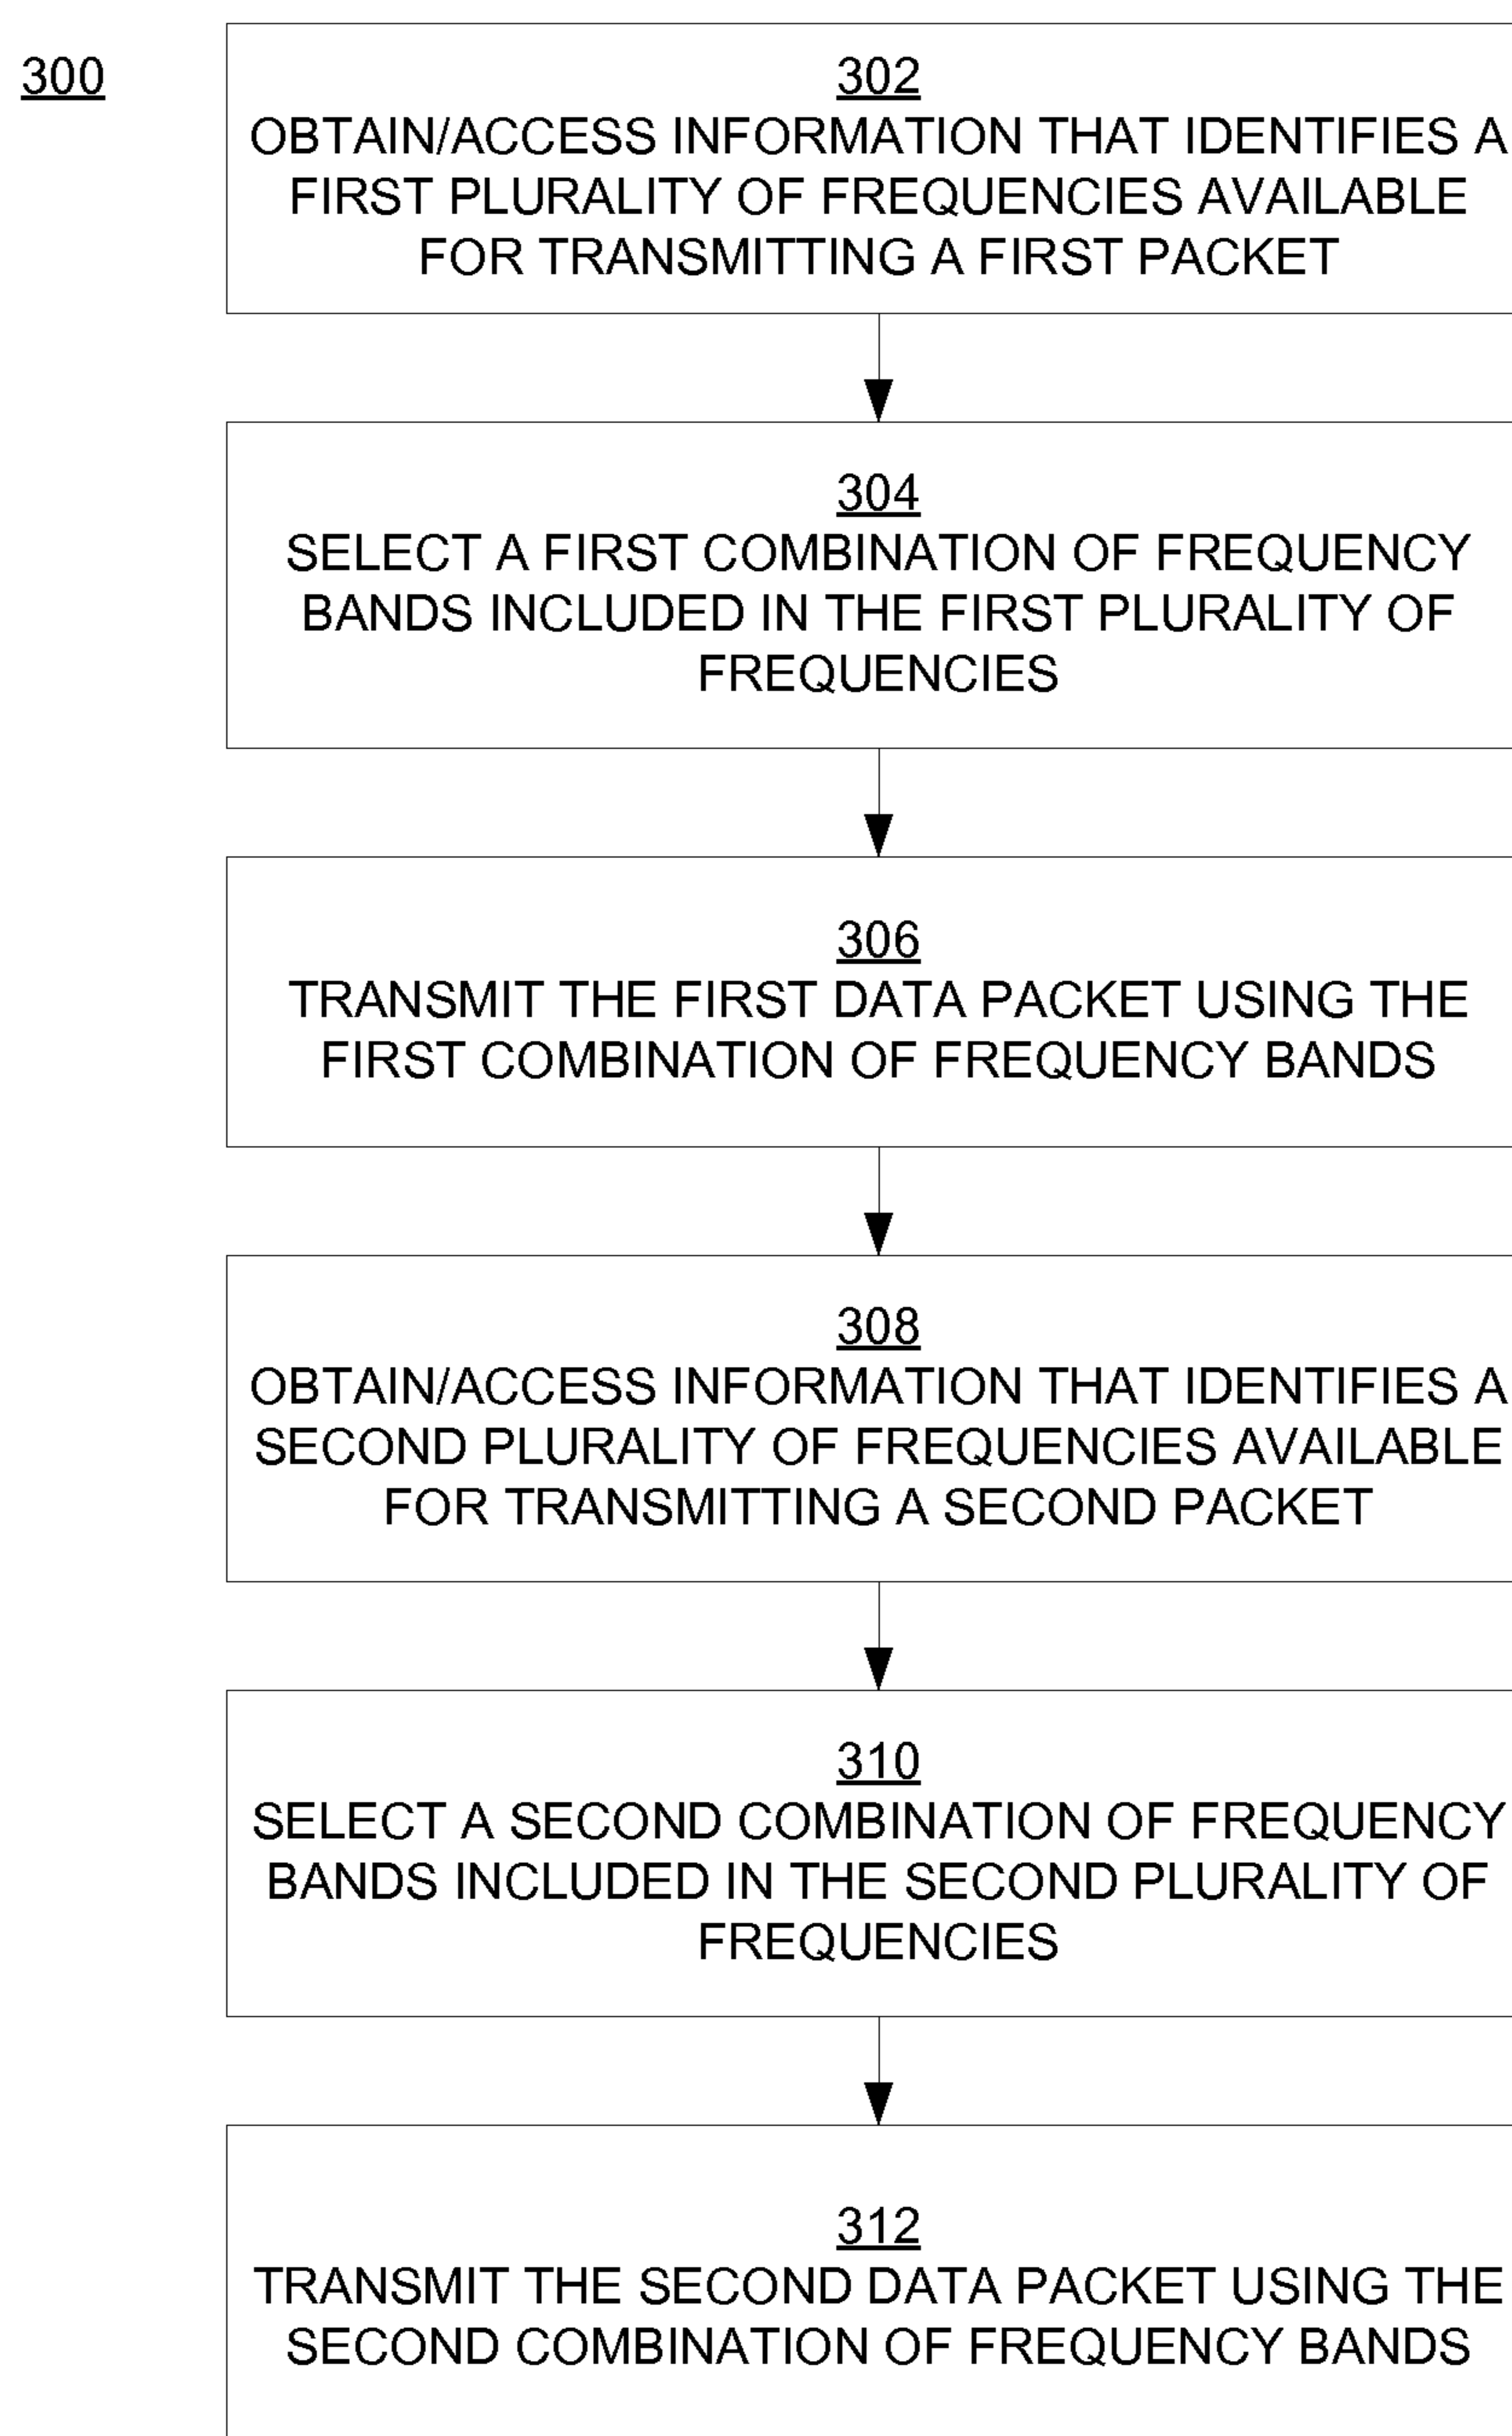 300
302
OBTAIN/ACCESS INFORMATION THAT IDENTIFIES A
FIRST PLURALITY OF FREQUENCIES AVAILABLE
FOR TRANSMITTING A FIRST PACKET
304
SELECT A FIRST COMBINATION OF FREQUENCY
BANDS INCLUDED IN THE FIRST PLURALITY OF
FREQUENCIES
306
TRANSMIT THE FIRST DATA PACKET USING THE
FIRST COMBINATION OF FREQUENCY BANDS
308
OBTAIN/ACCESS INFORMATION THAT IDENTIFIES A
SECOND PLURALITY OF FREQUENCIES AVAILABLE
FOR TRANSMITTING A SECOND PACKET
310
SELECT A SECOND COMBINATION OF FREQUENCY
BANDS INCLUDED IN THE SECOND PLURALITY OF
FREQUENCIES
312
TRANSMIT THE SECOND DATA PACKET USING THE
SECOND COMBINATION OF FREQUENCY BANDS